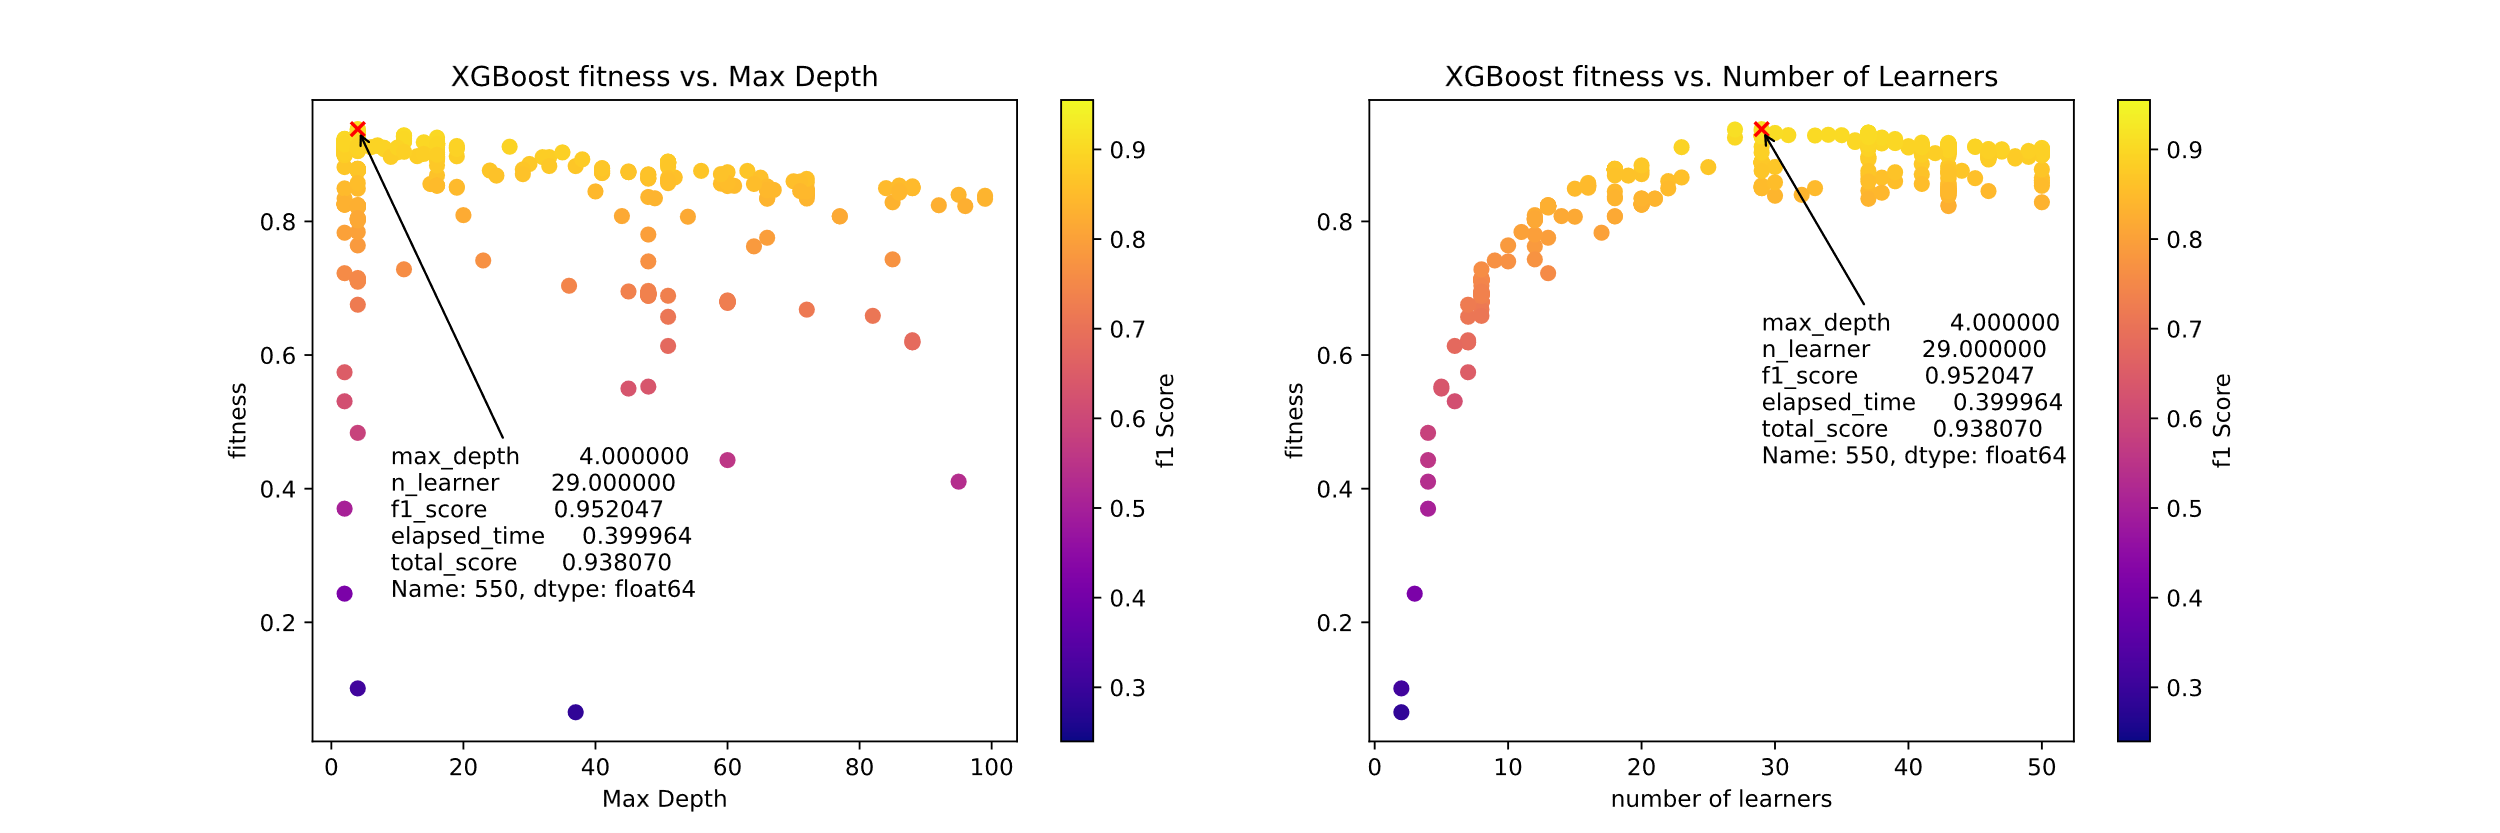 XGBoost fitness vs. Max Depth
fitness
0.8
0.6
0.4
0.2
0 20 40 60 80 100
Max Depth
max_depth 4.000000
n_learner 29.000000
f1_score 0.952047
elapsed_time 0.399964
total_score 0.938070
Name: 550, dtype: float64
0.9
0.8
0.7
0.6
0.5
0.4
0.3
f1 Score
XGBoost fitness vs. Number of Learners
fitness
0.8
0.6
0.4
0.2
0 10 20 30 40 50
number of learners
max_depth 4.000000
n_learner 29.000000
f1_score 0.952047
elapsed_time 0.399964
total_score 0.938070
Name: 550, dtype: float64
0.9
0.8
0.7
0.6
0.5
0.4
0.3
f1 Score